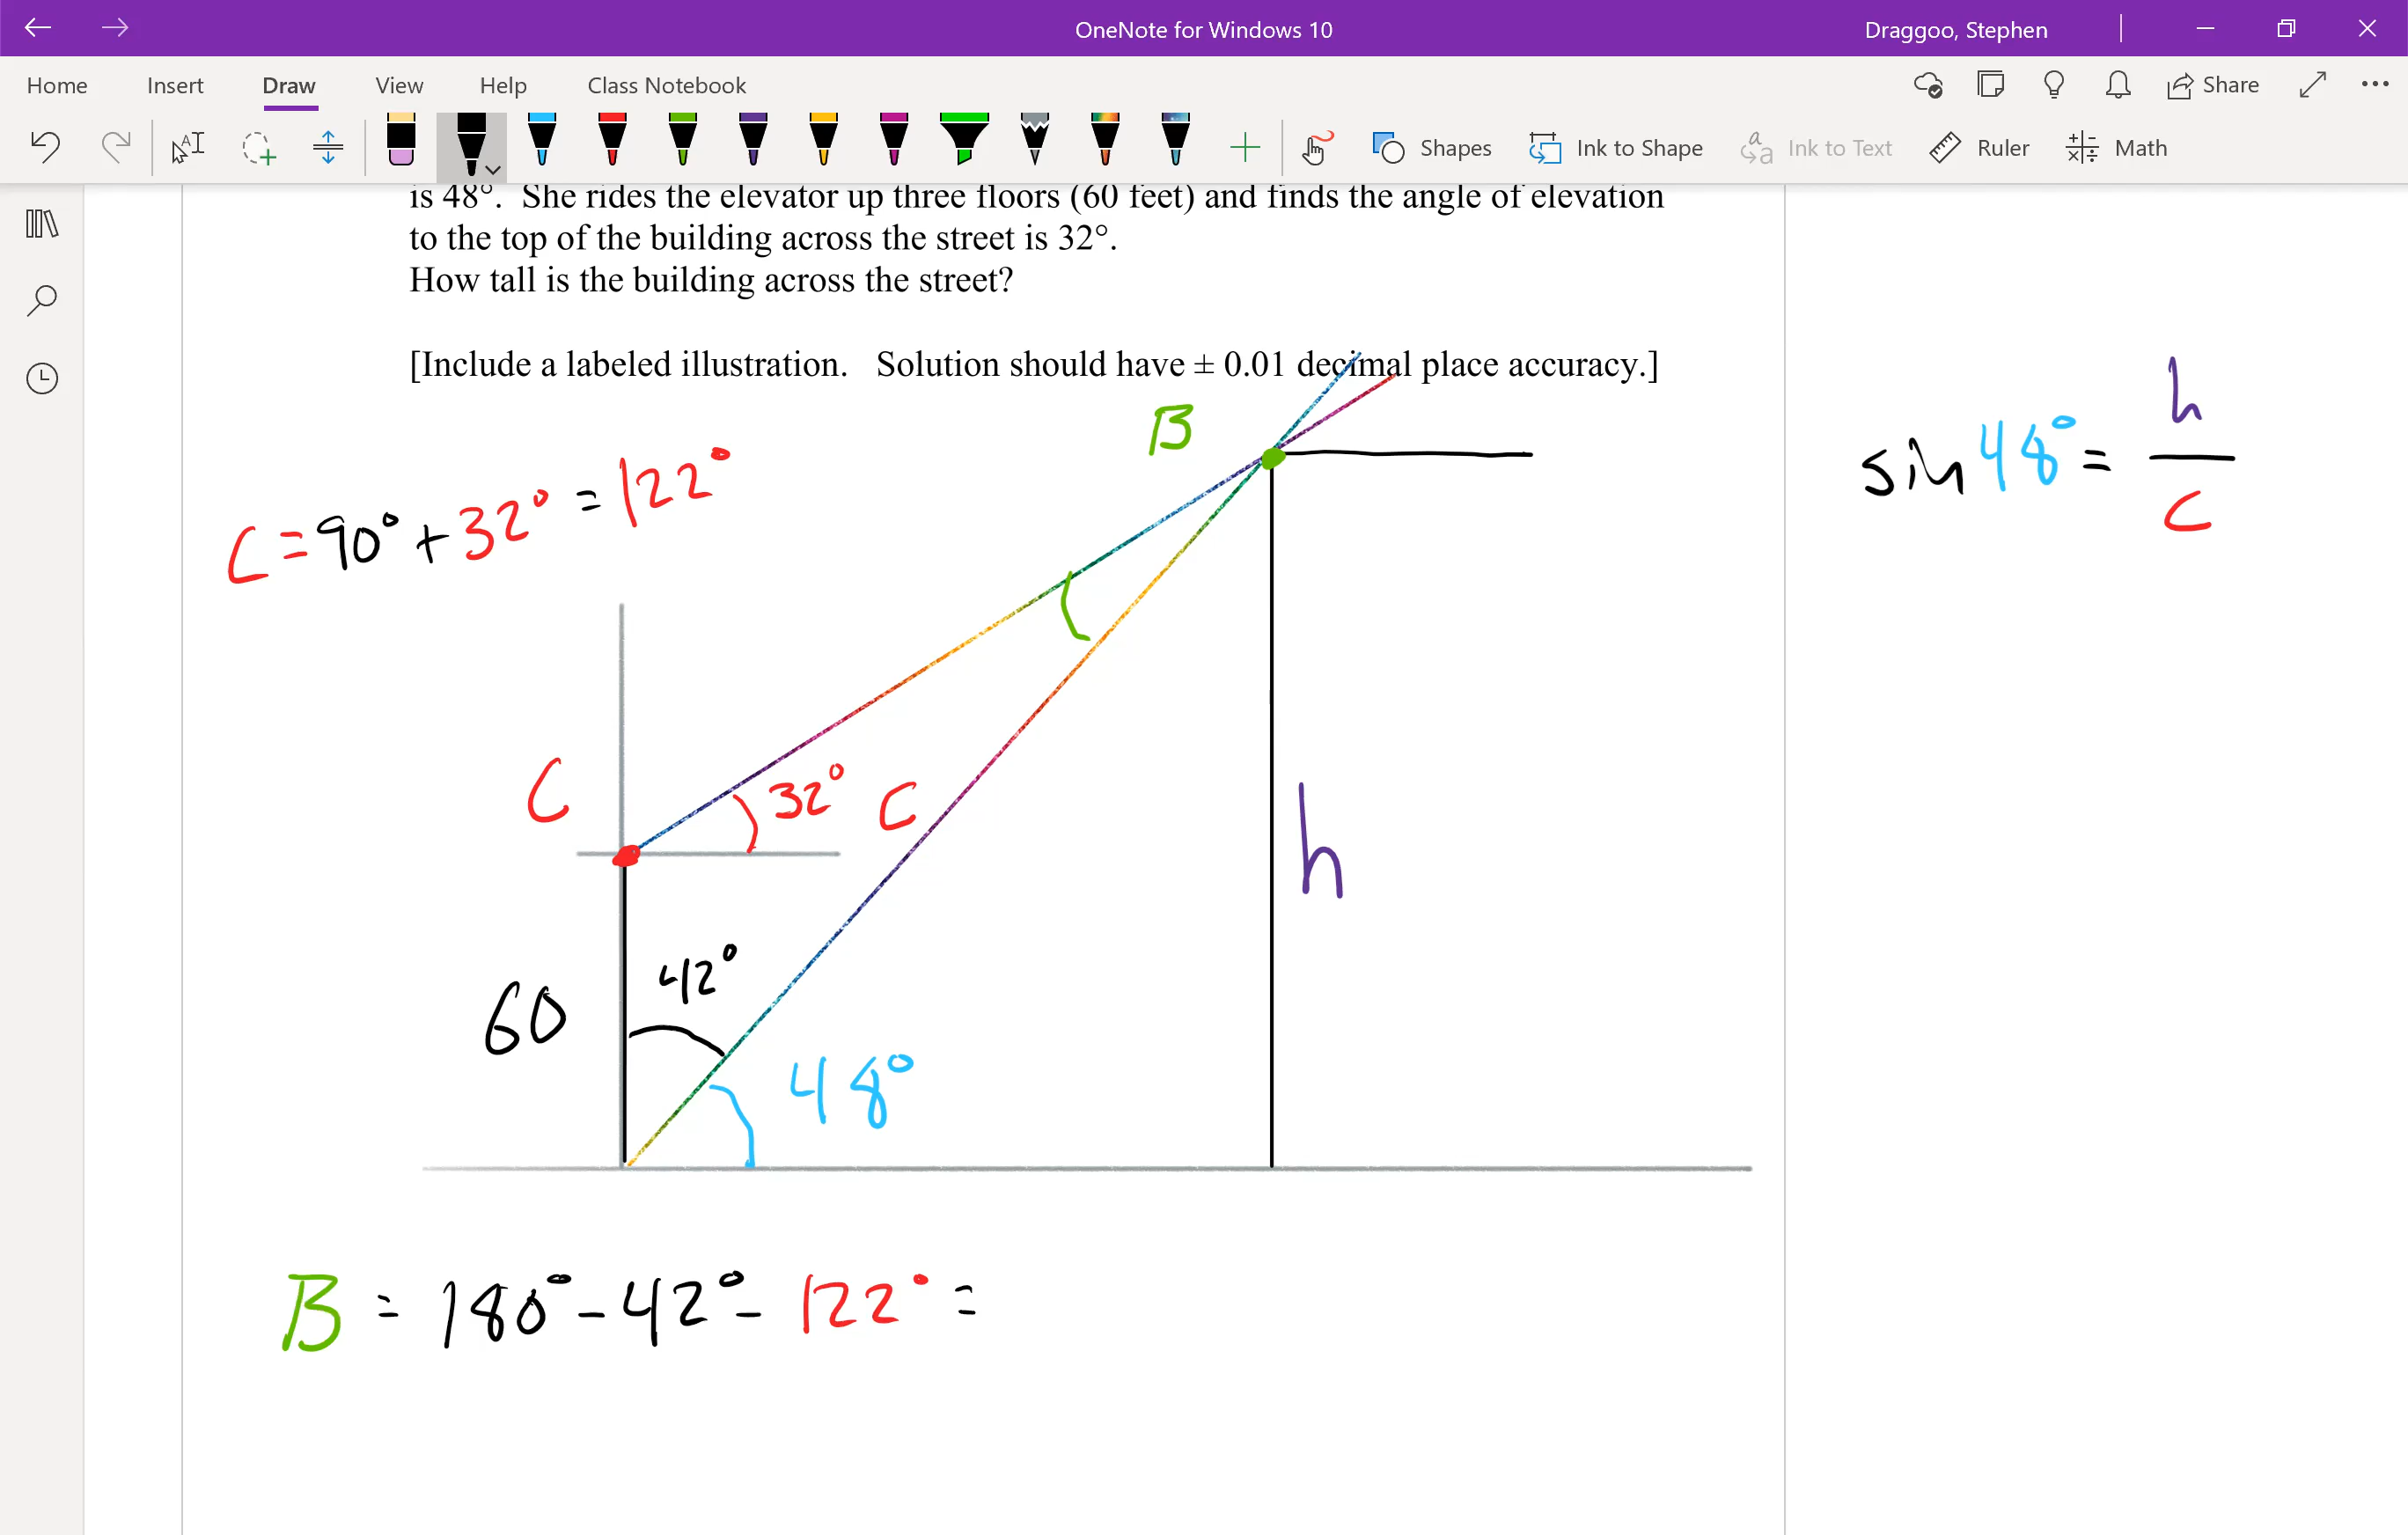 OneNote for Windows 10
Draggoo, Stephen
Home Insert Draw View Help Class Notebook Share
Shapes Ink to Shape Ink to Text Ruler Math
is 48°. She rides the elevator up three floors (60 feet) and finds the angle of elevation
to the top of the building across the street is 32°.
How tall is the building across the street?
[Include a labeled illustration. Solution should have ± 0.01 decimal place accuracy.]
B
sin 48° = h/c
C = 90° + 32° = 122°
C
32°
c
h
42°
60
48°
B = 180° - 42° - 122° =